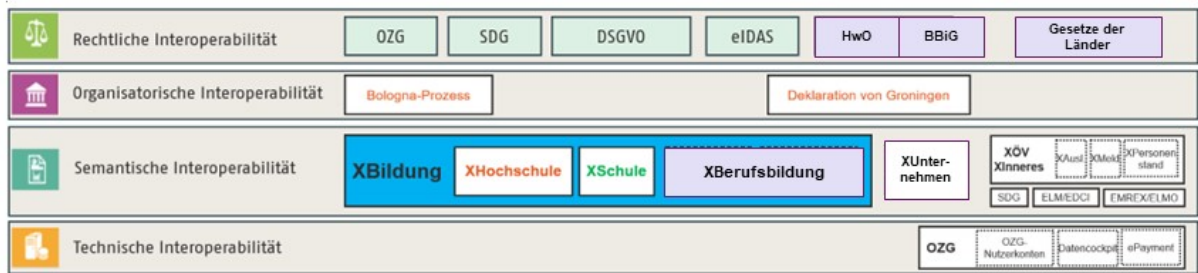 Rechtliche Interoperabilität OZG SDG DSGVO eIDAS HwO BBiG Gesetze der
Länder
Organisatorische Interoperabilität Bologna-Prozess Deklaration von Groningen
Semantische Interoperabilität XBildung XHochschule XSchule XBerufsbildung
XUnter-
nehmen
XÖV
XInneres
XAusl
XMeld
XPersonen
stand
SDG ELM/EDCI EMREX/ELMO
Technische Interoperabilität OZG
OZG-
Nutzerkonten
Datencockpit ePayment